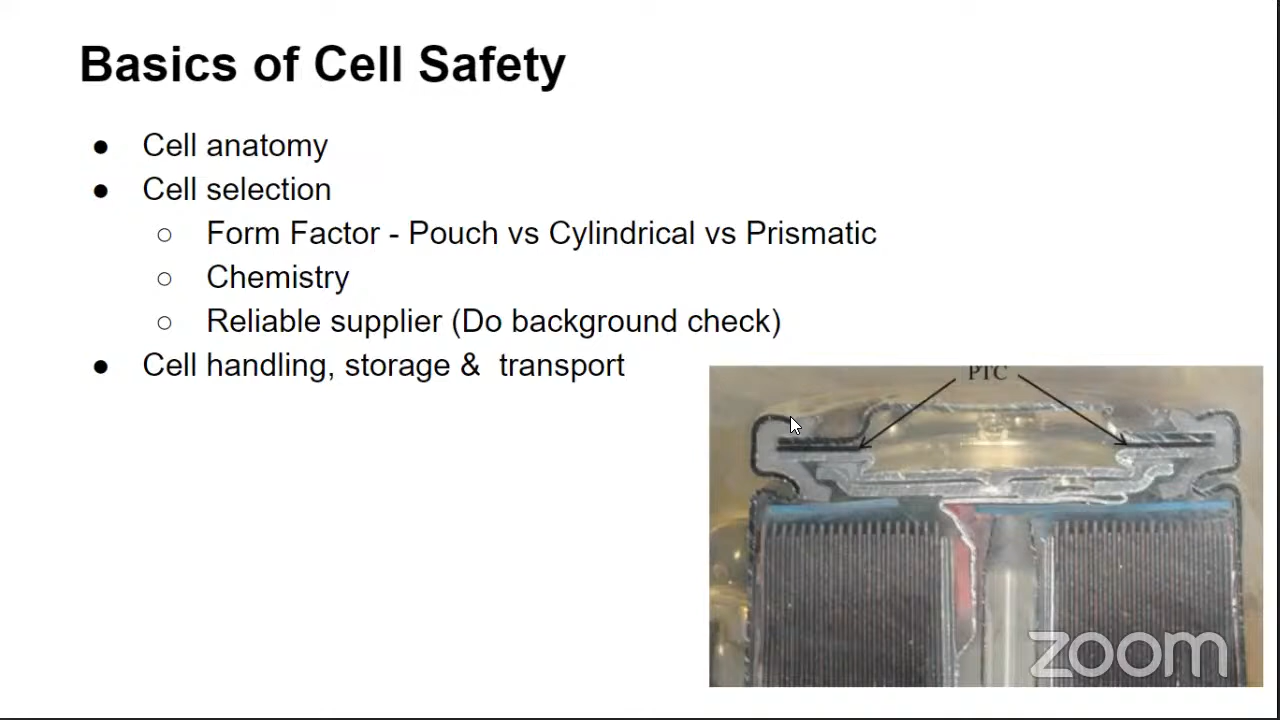 Basics of Cell Safety
● Cell anatomy
● Cell selection
○ Form Factor - Pouch vs Cylindrical vs Prismatic
○ Chemistry
○ Reliable supplier (Do background check)
● Cell handling, storage & transport
PTC
zoom